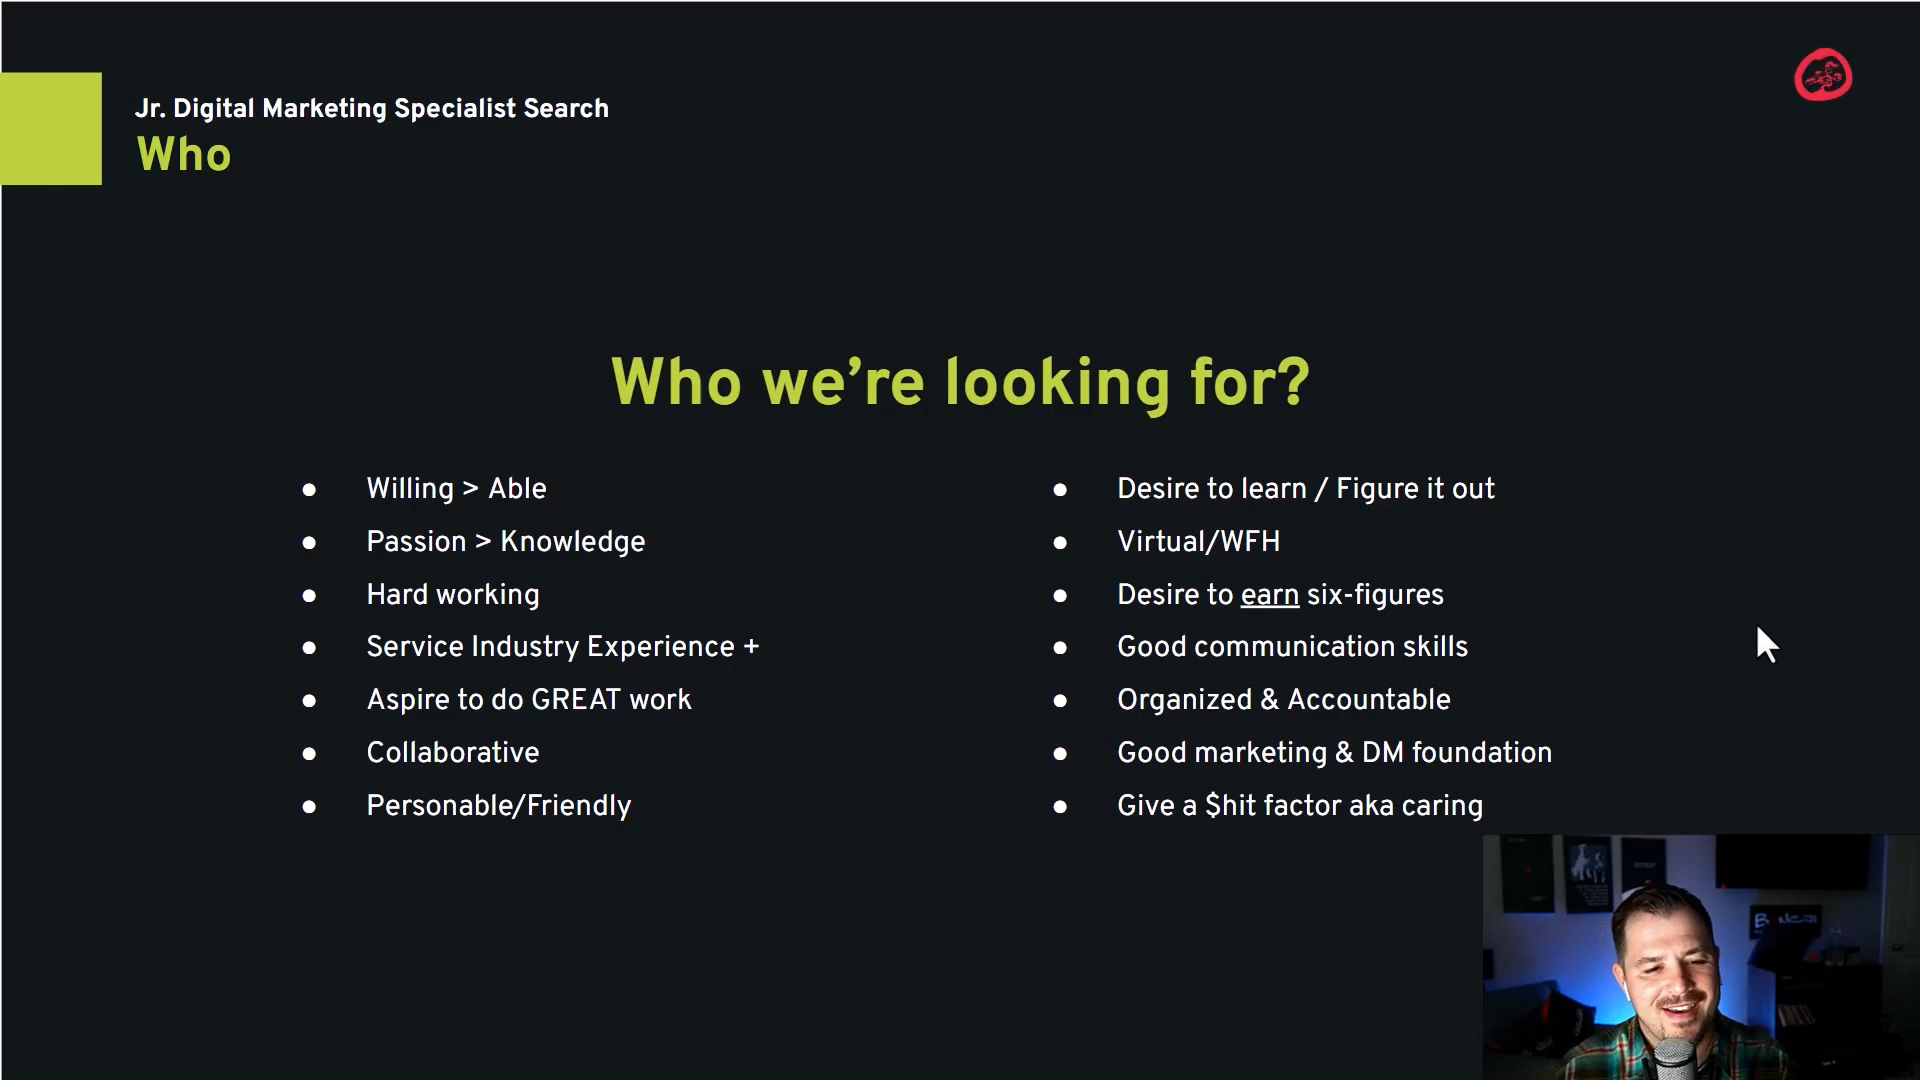 Jr. Digital Marketing Specialist Search
Who
Who we’re looking for?
● Willing > Able
● Passion > Knowledge
● Hard working
● Service Industry Experience +
● Aspire to do GREAT work
● Collaborative
● Personable/Friendly
● Desire to learn / Figure it out
● Virtual/WFH
● Desire to earn six-figures
● Good communication skills
● Organized & Accountable
● Good marketing & DM foundation
● Give a $hit factor aka caring